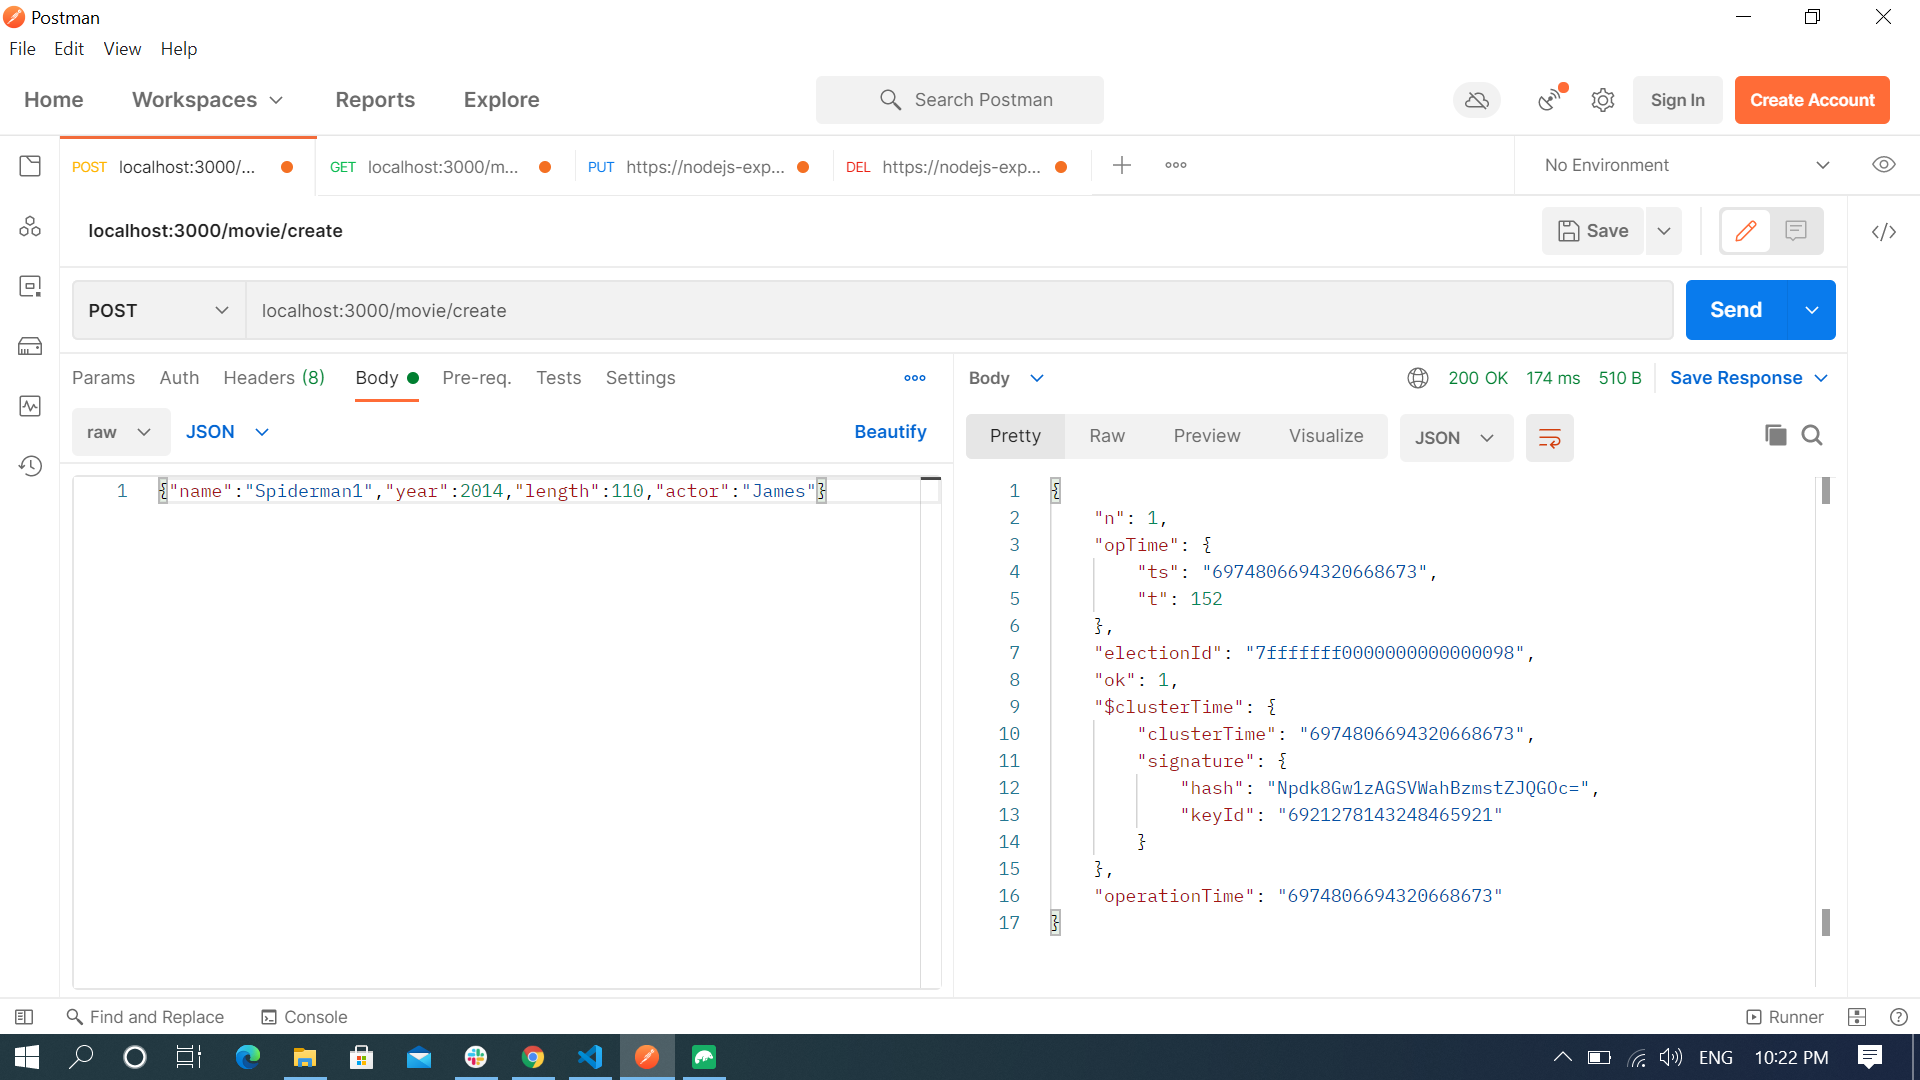 Postman
File Edit View Help
Home Workspaces Reports Explore Search Postman Sign In Create Account
POST localhost:3000/... GET localhost:3000/m... PUT https://nodejs-exp... DEL https://nodejs-exp... No Environment
localhost:3000/movie/create Save
POST localhost:3000/movie/create Send
Params Auth Headers (8) Body Pre-req. Tests Settings
raw JSON Beautify
1 {"name":"Spiderman1","year":2014,"length":110,"actor":"James"}
Body 200 OK 174 ms 510 B Save Response
Pretty Raw Preview Visualize JSON
1 {
2 "n": 1,
3 "opTime": {
4 "ts": "6974806694320668673",
5 "t": 152
6 },
7 "electionId": "7fffffff0000000000000098",
8 "ok": 1,
9 "$clusterTime": {
10 "clusterTime": "6974806694320668673",
11 "signature": {
12 "hash": "Npdk8Gw1zAGSVWahBzmstZJQGOc=",
13 "keyId": "6921278143248465921"
14 }
15 },
16 "operationTime": "6974806694320668673"
17 }
Find and Replace Console Runner
ENG 10:22 PM